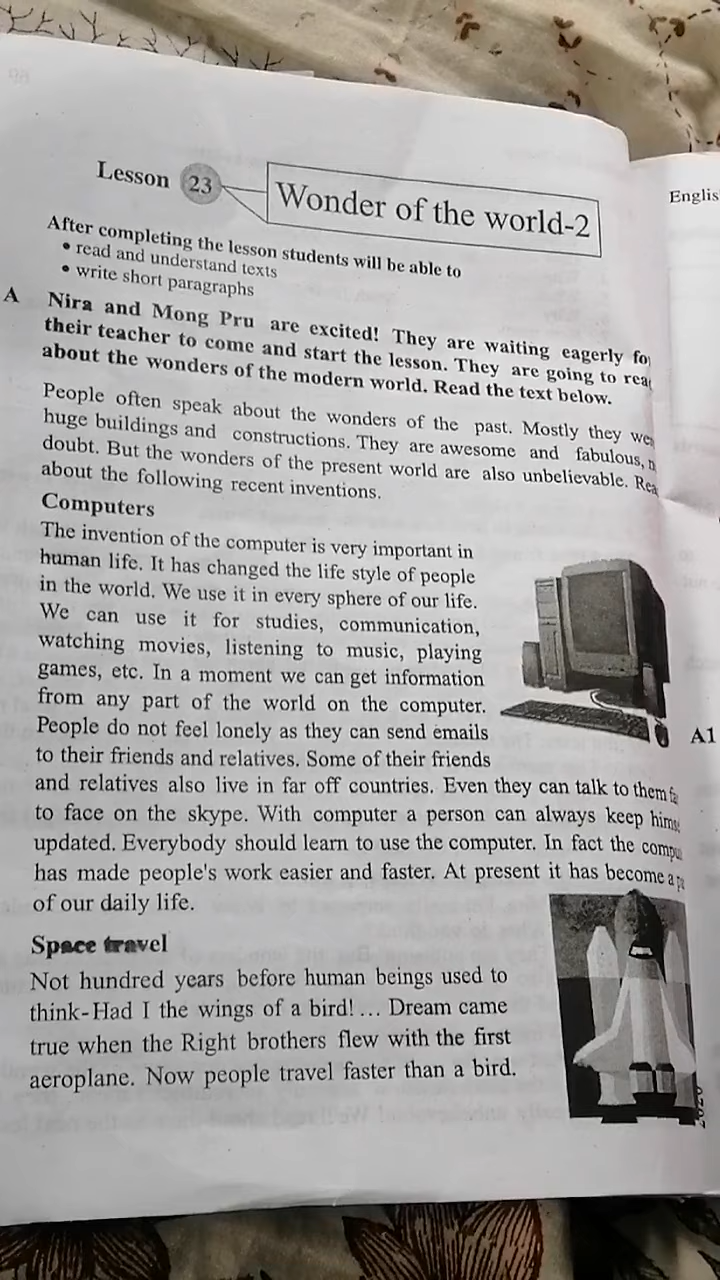 Lesson 23 Wonder of the world-2
Englis
After completing the lesson students will be able to
• read and understand texts
• write short paragraphs
A Nira and Mong Pru are excited! They are waiting eagerly fo
their teacher to come and start the lesson. They are going to rea
about the wonders of the modern world. Read the text below.
People often speak about the wonders of the past. Mostly they we
huge buildings and constructions. They are awesome and fabulous, n
doubt. But the wonders of the present world are also unbelievable. Rea
about the following recent inventions.
Computers
The invention of the computer is very important in
human life. It has changed the life style of people
in the world. We use it in every sphere of our life.
We can use it for studies, communication,
watching movies, listening to music, playing
games, etc. In a moment we can get information
from any part of the world on the computer.
People do not feel lonely as they can send emails
A1
to their friends and relatives. Some of their friends
and relatives also live in far off countries. Even they can talk to them fa
to face on the skype. With computer a person can always keep hims
updated. Everybody should learn to use the computer. In fact the compu
has made people's work easier and faster. At present it has become a pa
of our daily life.
Space travel
Not hundred years before human beings used to
think-Had I the wings of a bird!... Dream came
true when the Right brothers flew with the first
aeroplane. Now people travel faster than a bird.